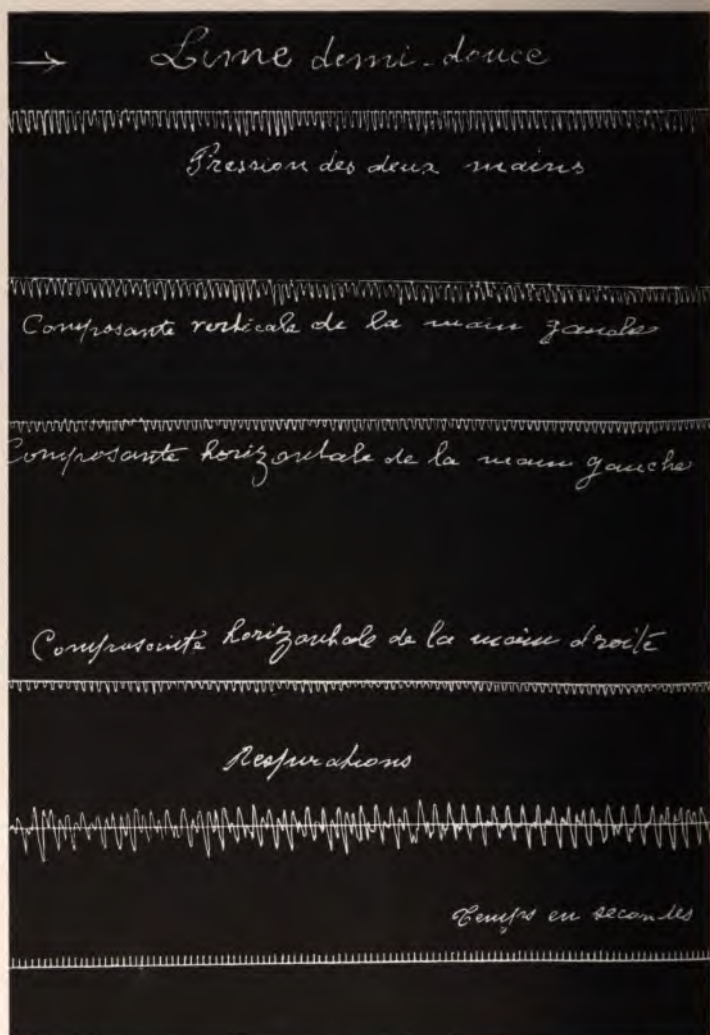 Lime demi-douce
Pression des deux mains
Composante verticale de la main gauche
Composante horizontale de la main gauche
Composante horizontale de la main droite
Respirations
Temps en secondes